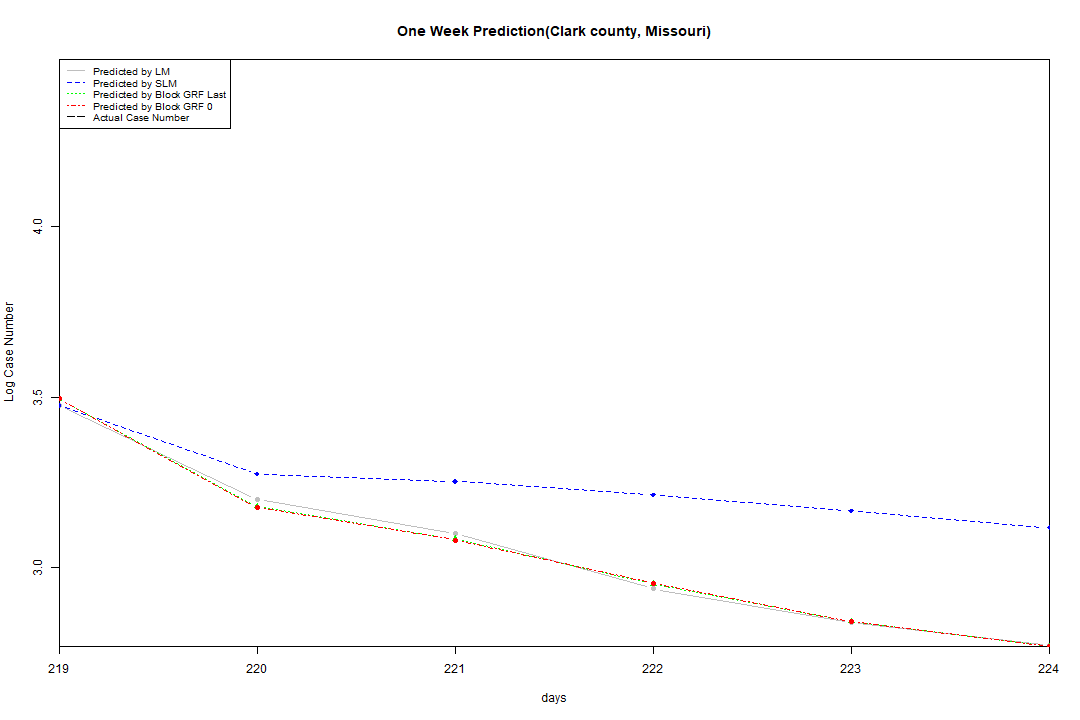 One Week Prediction(Clark county, Missouri)
Predicted by LM
Predicted by SLM
Predicted by Block GRF Last
Predicted by Block GRF 0
Actual Case Number
4.0
3.5
3.0
Log Case Number
219 220 221 222 223 224
days